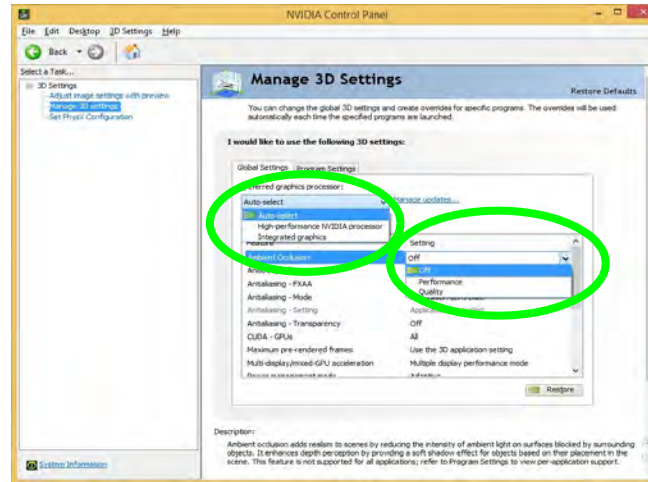 NVIDIA Control Panel
File Edit Desktop 3D Settings Help
Back
Select a Task...
3D Settings
Adjust image settings with preview
Manage 3D settings
Set PhysX Configuration
Manage 3D Settings
Restore Defaults
You can change the global 3D settings and create overrides for specific programs. The overrides will be used
automatically each time the specified programs are launched.
I would like to use the following 3D settings:
Global Settings Program Settings
Preferred graphics processor:
Auto-select
Manage updates...
Auto-select
High-performance NVIDIA processor
Integrated graphics
Feature Setting
Ambient Occlusion Off
Off
Performance
Antialiasing - FXAA
Quality
Antialiasing - Mode
Antialiasing - Setting
Antialiasing - Transparency Off
CUDA - GPUs All
Maximum pre-rendered frames Use the 3D application setting
Multi-display/mixed-GPU acceleration Multiple display performance mode
Power management mode Adaptive
Restore
Description:
Ambient occlusion adds realism to scenes by reducing the intensity of ambient light on surfaces blocked by surrounding
objects. It enhances depth perception by providing a soft shadow effect for objects based on their placement in the
scene. This feature is not supported for all applications; refer to Program Settings to view per-application support.
System Information